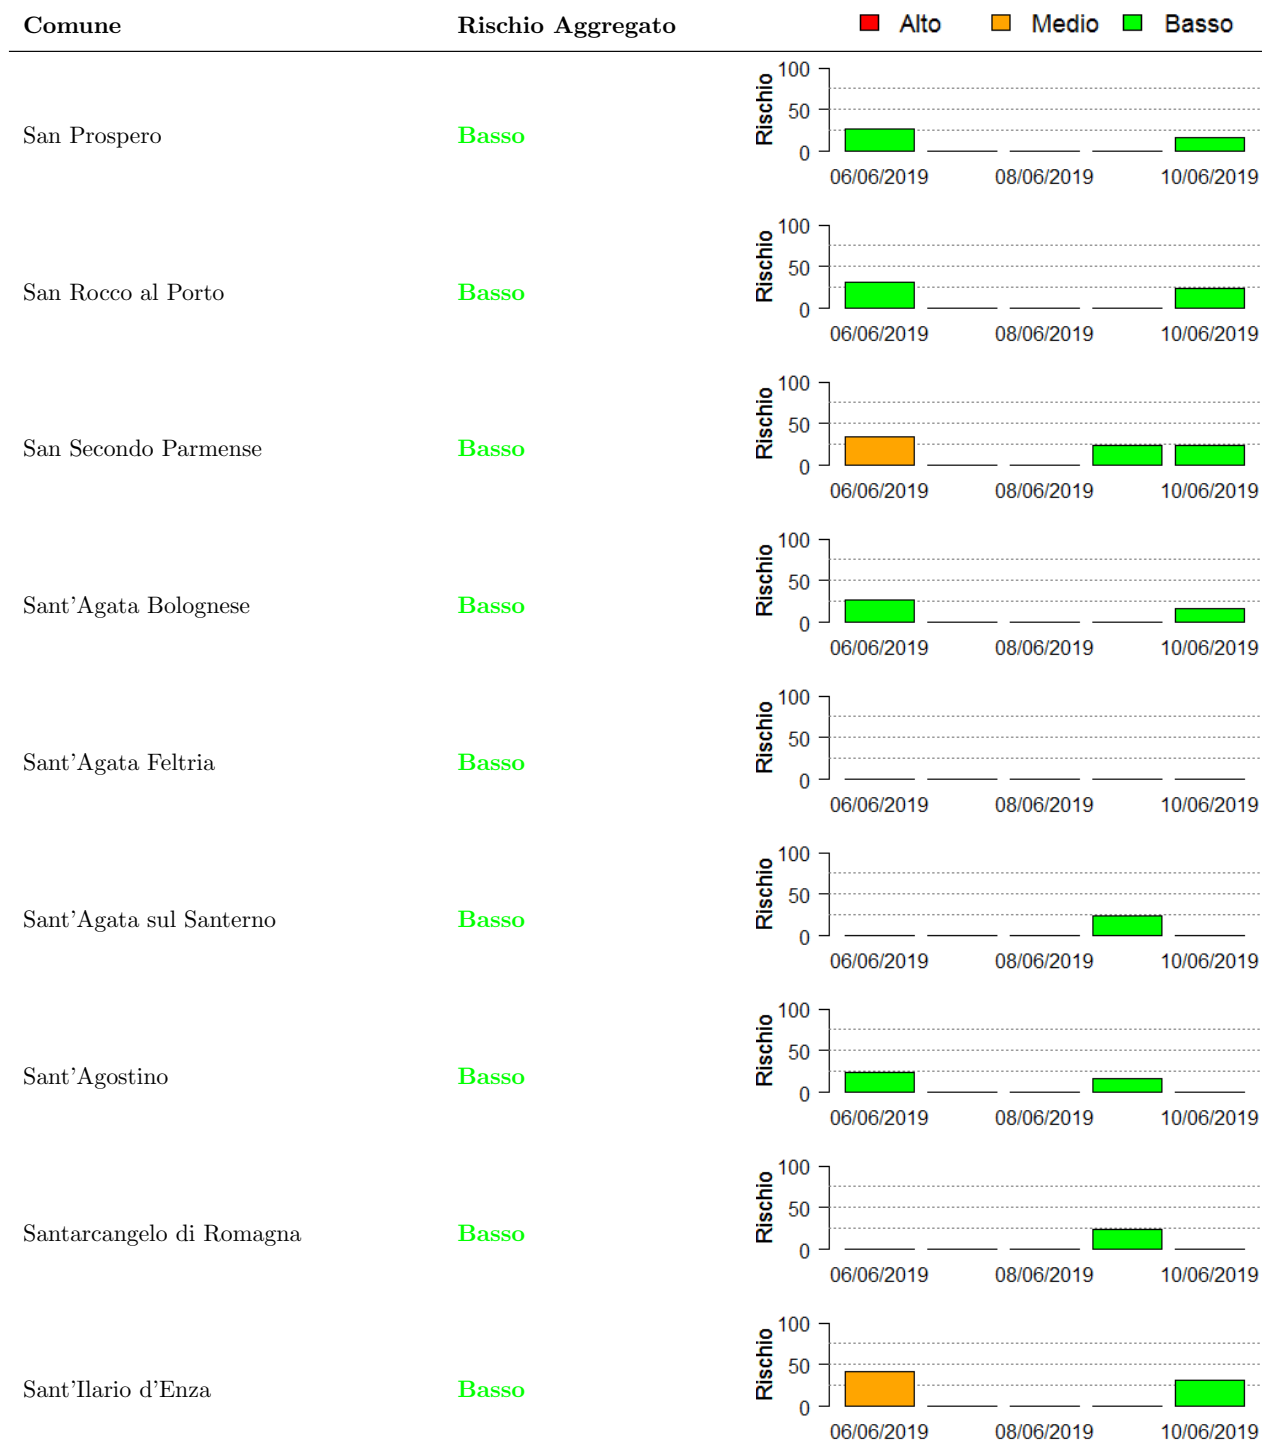 Comune Rischio Aggregato Alto Medio Basso
San Prospero Basso Rischio 100 50 0
06/06/2019 08/06/2019 10/06/2019
San Rocco al Porto Basso Rischio 100 50 0
06/06/2019 08/06/2019 10/06/2019
San Secondo Parmense Basso Rischio 100 50 0
06/06/2019 08/06/2019 10/06/2019
Sant'Agata Bolognese Basso Rischio 100 50 0
06/06/2019 08/06/2019 10/06/2019
Sant'Agata Feltria Basso Rischio 100 50 0
06/06/2019 08/06/2019 10/06/2019
Sant'Agata sul Santerno Basso Rischio 100 50 0
06/06/2019 08/06/2019 10/06/2019
Sant'Agostino Basso Rischio 100 50 0
06/06/2019 08/06/2019 10/06/2019
Santarcangelo di Romagna Basso Rischio 100 50 0
06/06/2019 08/06/2019 10/06/2019
Sant'Ilario d'Enza Basso Rischio 100 50 0
06/06/2019 08/06/2019 10/06/2019